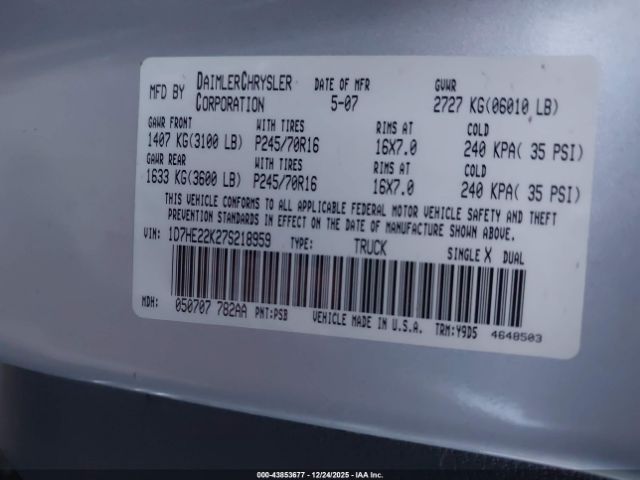 MFD BY DAIMLERCHRYSLER CORPORATION DATE OF MFR 5-07 GVWR 2727 KG(06010 LB)
GAWR FRONT WITH TIRES RIMS AT COLD
1407 KG(3100 LB) P245/70R16 16X7.0 240 KPA( 35 PSI)
GAWR REAR WITH TIRES RIMS AT COLD
1633 KG(3600 LB) P245/70R16 16X7.0 240 KPA( 35 PSI)
THIS VEHICLE CONFORMS TO ALL APPLICABLE FEDERAL MOTOR VEHICLE SAFETY AND THEFT
PREVENTION STANDARDS IN EFFECT ON THE DATE OF MANUFACTURE SHOWN ABOVE.
VIN: 1D7HE22K27S218959 TYPE: TRUCK SINGLE X DUAL
MDH: 050707 782AA PNT:PSB VEHICLE MADE IN U.S.A. TRM:Y9D5 4648503
000-43853677 - 12/24/2025 - IAA Inc.